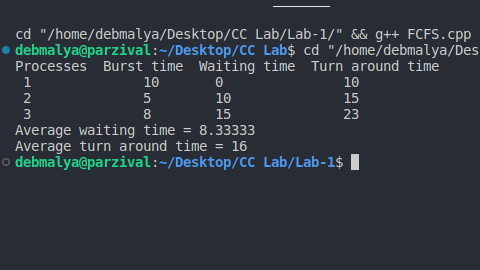 cd "/home/debmalya/Desktop/CC Lab/Lab-1/" && g++ FCFS.cpp
debmalya@parzival:~/Desktop/CC Lab$ cd "/home/debmalya/Des
Processes  Burst time  Waiting time  Turn around time
1 10 0 10
2 5 10 15
3 8 15 23
Average waiting time = 8.33333
Average turn around time = 16
debmalya@parzival:~/Desktop/CC Lab/Lab-1$